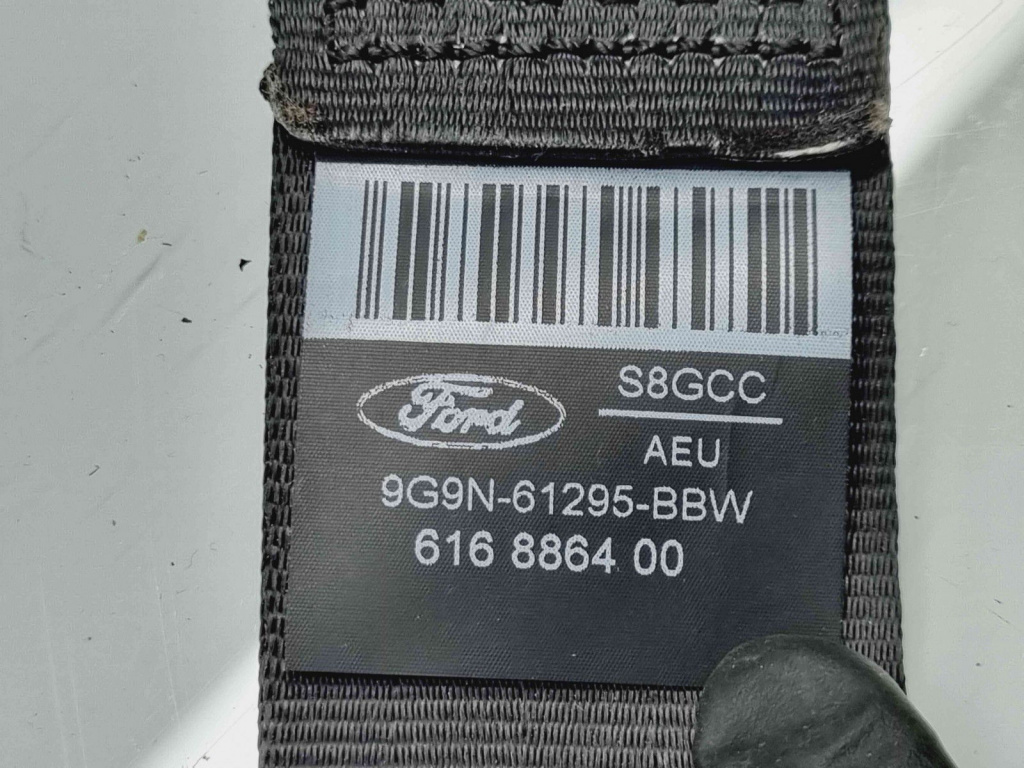 Ford
S8GCC
AEU
9G9N-61295-BBW
616 8864 00